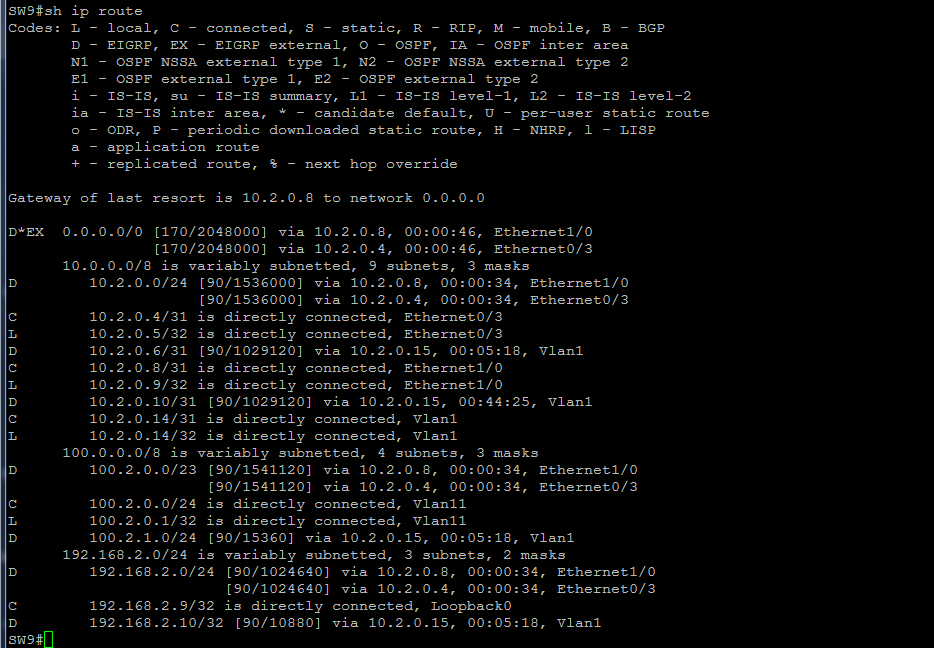 SW9#sh ip route
Codes: L - local, C - connected, S - static, R - RIP, M - mobile, B - BGP
       D - EIGRP, EX - EIGRP external, O - OSPF, IA - OSPF inter area
       N1 - OSPF NSSA external type 1, N2 - OSPF NSSA external type 2
       E1 - OSPF external type 1, E2 - OSPF external type 2
       i - IS-IS, su - IS-IS summary, L1 - IS-IS level-1, L2 - IS-IS level-2
       ia - IS-IS inter area, * - candidate default, U - per-user static route
       o - ODR, P - periodic downloaded static route, H - NHRP, l - LISP
       a - application route
       + - replicated route, % - next hop override

Gateway of last resort is 10.2.0.8 to network 0.0.0.0

D*EX  0.0.0.0/0 [170/2048000] via 10.2.0.8, 00:00:46, Ethernet1/0
                [170/2048000] via 10.2.0.4, 00:00:46, Ethernet0/3
      10.0.0.0/8 is variably subnetted, 9 subnets, 3 masks
D        10.2.0.0/24 [90/1536000] via 10.2.0.8, 00:00:34, Ethernet1/0
                     [90/1536000] via 10.2.0.4, 00:00:34, Ethernet0/3
C        10.2.0.4/31 is directly connected, Ethernet0/3
L        10.2.0.5/32 is directly connected, Ethernet0/3
D        10.2.0.6/31 [90/1029120] via 10.2.0.15, 00:05:18, Vlan1
C        10.2.0.8/31 is directly connected, Ethernet1/0
L        10.2.0.9/32 is directly connected, Ethernet1/0
D        10.2.0.10/31 [90/1029120] via 10.2.0.15, 00:44:25, Vlan1
C        10.2.0.14/31 is directly connected, Vlan1
L        10.2.0.14/32 is directly connected, Vlan1
      100.0.0.0/8 is variably subnetted, 4 subnets, 3 masks
D        100.2.0.0/23 [90/1541120] via 10.2.0.8, 00:00:34, Ethernet1/0
                      [90/1541120] via 10.2.0.4, 00:00:34, Ethernet0/3
C        100.2.0.0/24 is directly connected, Vlan11
L        100.2.0.1/32 is directly connected, Vlan11
D        100.2.1.0/24 [90/15360] via 10.2.0.15, 00:05:18, Vlan1
      192.168.2.0/24 is variably subnetted, 3 subnets, 2 masks
D        192.168.2.0/24 [90/1024640] via 10.2.0.8, 00:00:34, Ethernet1/0
                        [90/1024640] via 10.2.0.4, 00:00:34, Ethernet0/3
C        192.168.2.9/32 is directly connected, Loopback0
D        192.168.2.10/32 [90/10880] via 10.2.0.15, 00:05:18, Vlan1
SW9#